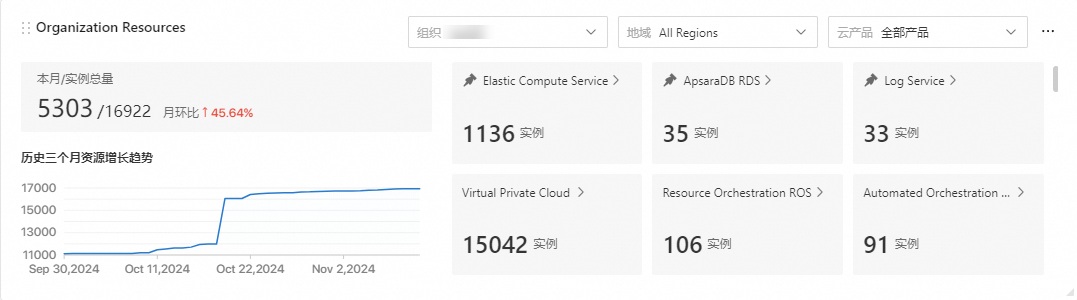 Organization Resources
组织
地域 All Regions
云产品 全部产品
本月/实例总量
5303 /16922 月环比↑45.64%
历史三个月资源增长趋势
17000
15000
13000
11000
Sep 30,2024 Oct 11,2024 Oct 22,2024 Nov 2,2024
Elastic Compute Service
1136 实例
ApsaraDB RDS
35 实例
Log Service
33 实例
Virtual Private Cloud
15042 实例
Resource Orchestration ROS
106 实例
Automated Orchestration ...
91 实例